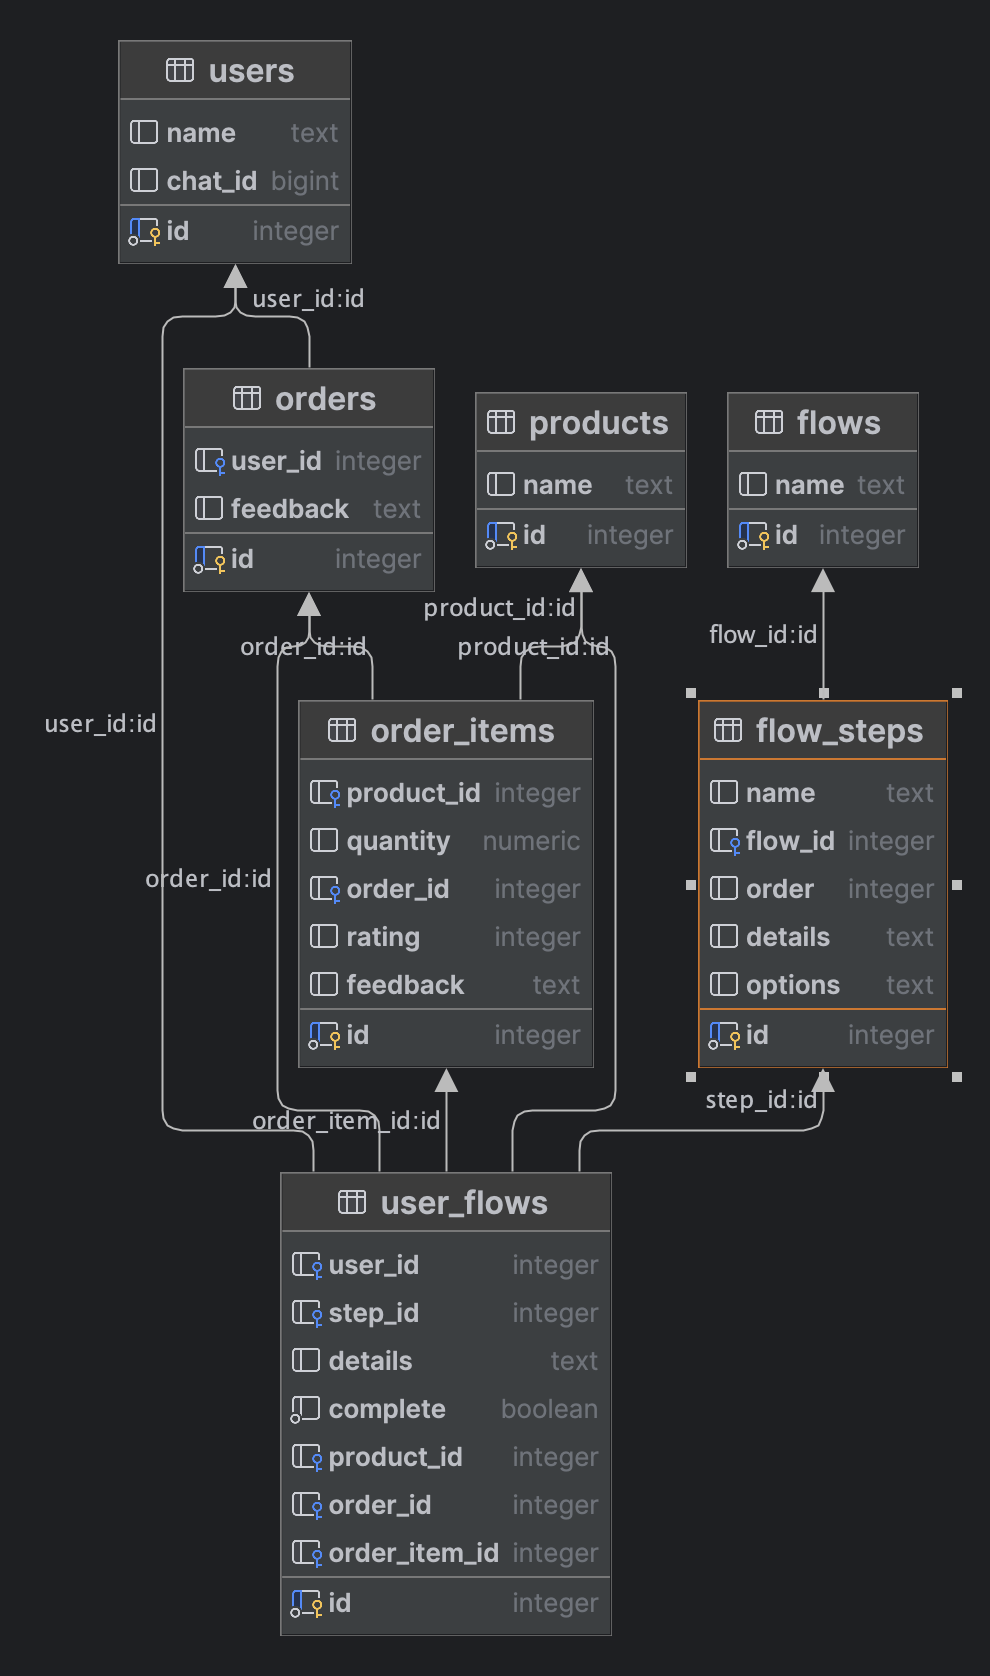 users
name text
chat_id bigint
id integer
user_id:id
orders
user_id integer
feedback text
id integer
products
name text
id integer
flows
name text
id integer
product_id:id
order_id:id
product_id:id
flow_id:id
user_id:id
order_items
product_id integer
quantity numeric
order_id integer
rating integer
feedback text
id integer
flow_steps
name text
flow_id integer
order integer
details text
options text
id integer
order_id:id
order_item_id:id
step_id:id
user_flows
user_id integer
step_id integer
details text
complete boolean
product_id integer
order_id integer
order_item_id integer
id integer